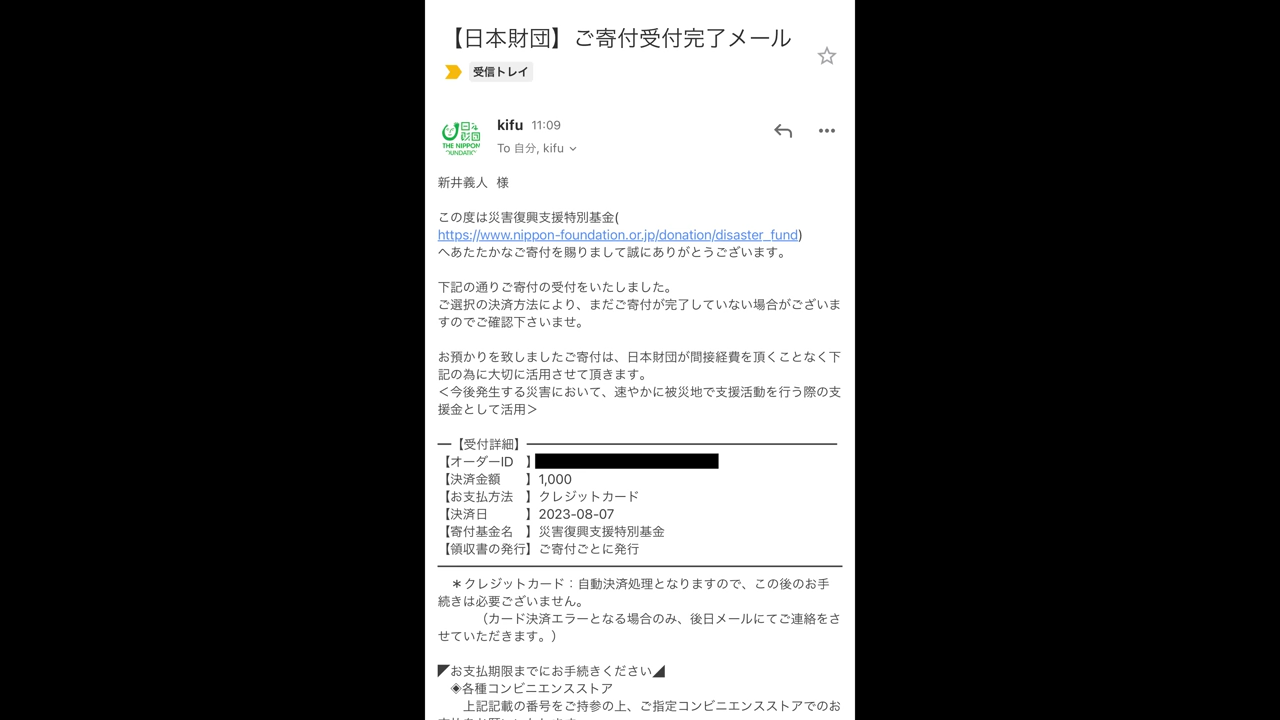 【日本財団】ご寄付受付完了メール
受信トレイ
日本財団
THE NIPPON
FOUNDATION
kifu 11:09
To 自分, kifu
新井義人 様
この度は災害復興支援特別基金(
https://www.nippon-foundation.or.jp/donation/disaster_fund)
へあたたかなご寄付を賜りまして誠にありがとうございます。
下記の通りご寄付の受付をいたしました。
ご選択の決済方法により、まだご寄付が完了していない場合がございま
すのでご確認下さいませ。
お預かりを致しましたご寄付は、日本財団が間接経費を頂くことなく下
記の為に大切に活用させて頂きます。
＜今後発生する災害において、速やかに被災地で支援活動を行う際の支
援金として活用＞
━【受付詳細】━━━━━━━━━━━━━━━━━━━━━━━━━
【オーダーID 】
【決済金額 】1,000
【お支払方法 】クレジットカード
【決済日 】2023-08-07
【寄付基金名 】災害復興支援特別基金
【領収書の発行】ご寄付ごとに発行
＊クレジットカード：自動決済処理となりますので、この後のお手
続きは必要ございません。
（カード決済エラーとなる場合のみ、後日メールにてご連絡をさ
せていただきます。）
◤お支払期限までにお手続きください◢
◈各種コンビニエンスストア
上記記載の番号をご持参の上、ご指定コンビニエンスストアでのお